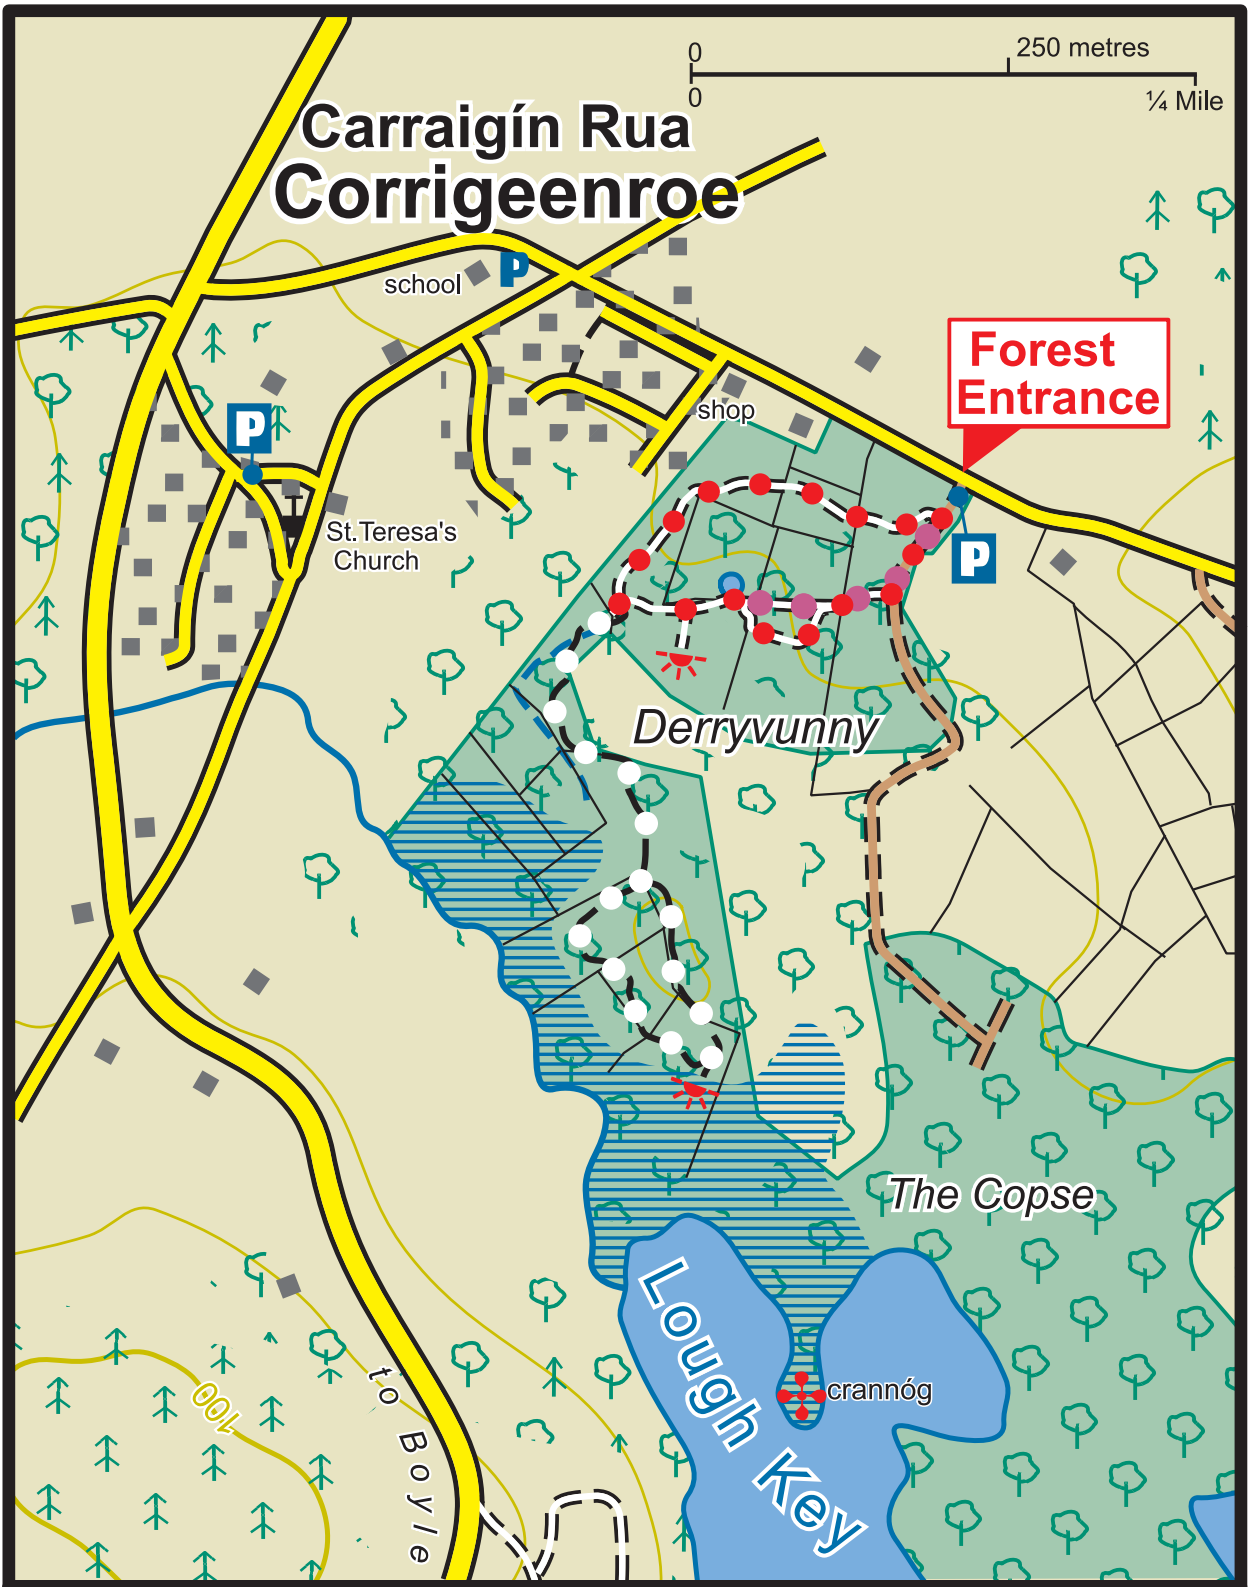 0
250 metres
0
¼ Mile
Carraigín Rua
Corrigeenroe
school
P
Forest
Entrance
shop
P
St.Teresa's
Church
P
Derryvunny
The Copse
Lough Key
crannóg
100
to Boyle